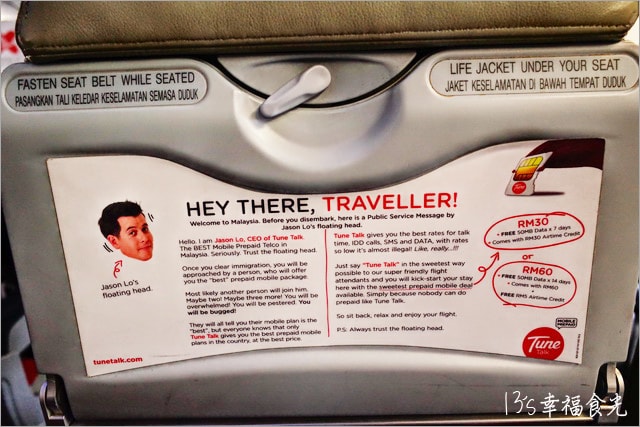 FASTEN SEAT BELT WHILE SEATED
PASANGKAN TALI KELEDAR KESELAMATAN SEMASA DUDUK
LIFE JACKET UNDER YOUR SEAT
JAKET KESELAMATAN DI BAWAH TEMPAT DUDUK
HEY THERE, TRAVELLER!
Welcome to Malaysia. Before you disembark, here is a Public Service Message by
Jason Lo's floating head.
Jason Lo's
floating head.
Hello. I am Jason Lo, CEO of Tune Talk.
The BEST Mobile Prepaid Telco in
Malaysia. Seriously. Trust the floating head.
Once you clear immigration, you will be
approached by a person, who will offer
you the "best" prepaid mobile package.
Most likely another person will join him.
Maybe two! Maybe three more! You will be
overwhelmed! You will be pestered. You
will be bugged!
They will all tell you their mobile plan is the
"best", but everyone knows that only
Tune Talk gives you the best prepaid mobile
plans in the country, at the best price.
tunetalk.com
Tune Talk gives you the best rates for talk
time, IDD calls, SMS and DATA, with rates
so low it's almost illegal! Like, really..!!!
Just say "Tune Talk" in the sweetest way
possible to our super friendly flight
attendants and you will kick-start your stay
here with the sweetest prepaid mobile deal
available. Simply because nobody can do
prepaid like Tune Talk.
So sit back, relax and enjoy your flight.
P.S: Always trust the floating head.
Tune
RM30
+ FREE 50MB Data x 7 days
+ Comes with RM30 Airtime Credit
or
RM60
+ FREE 50MB Data x 14 days
+ Comes with RM60
+ FREE RM5 Airtime Credit
MOBILE
PREPAID
Tune
Talk
13's幸福食光